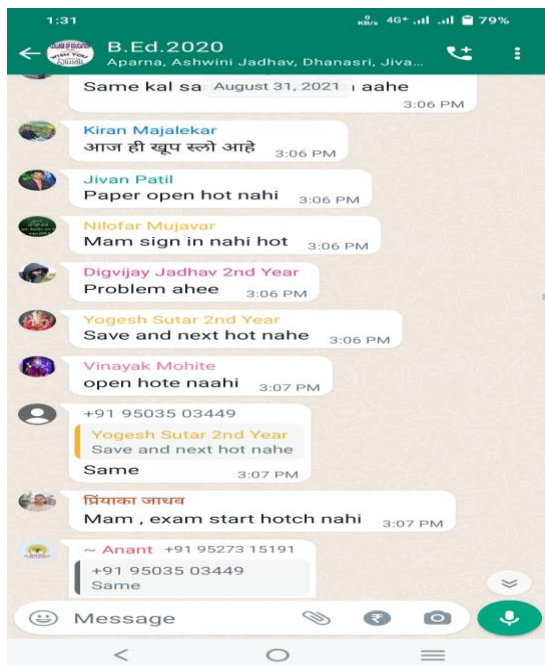 1:31
0 KB/s 4G+ 79%
B.Ed.2020
Aparna, Ashwini Jadhav, Dhanasri, Jiva...
Same kal sa
August 31, 2021
aahe
3:06 PM
Kiran Majalekar
आज ही खूप स्लो आहे 3:06 PM
Jivan Patil
Paper open hot nahi 3:06 PM
Nilofar Mujavar
Mam sign in nahi hot 3:06 PM
Digvijay Jadhav 2nd Year
Problem ahee 3:06 PM
Yogesh Sutar 2nd Year
Save and next hot nahe 3:06 PM
Vinayak Mohite
open hote naahi 3:07 PM
+91 95035 03449
Yogesh Sutar 2nd Year
Save and next hot nahe
Same 3:07 PM
प्रिंयाका जाधव
Mam , exam start hotch nahi 3:07 PM
~ Anant +91 95273 15191
+91 95035 03449
Same
Message